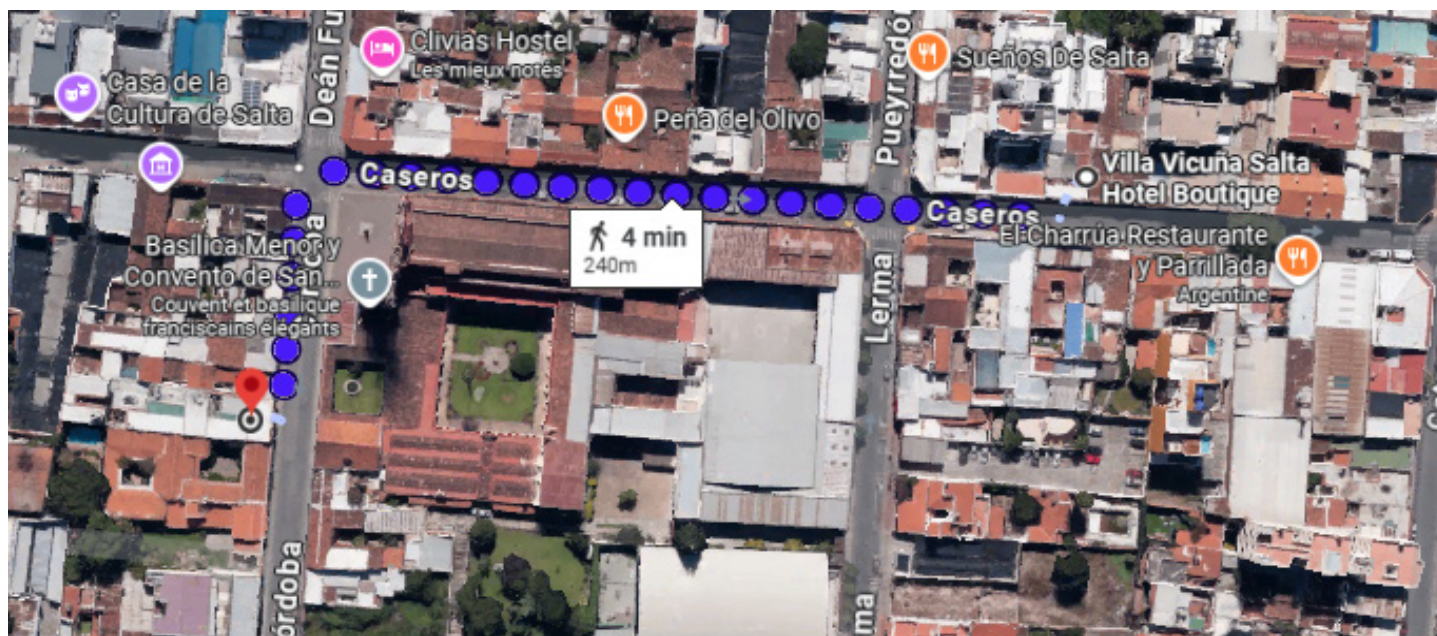 Deán Fu
Clivias Hostel
Les mieux notés
Casa de la
Cultura de Salta
Peña del Olivo
Pueyrredó
Sueños De Salta
Villa Vicuña Salta
Hotel Boutique
Caseros
Caseros
4 min
240m
Basílica Menor y
Convento de San...
Couvent et basilique
franciscains élégants
El Charrúa Restaurante
y Parrillada
Argentine
Lerma
órdoba
ma